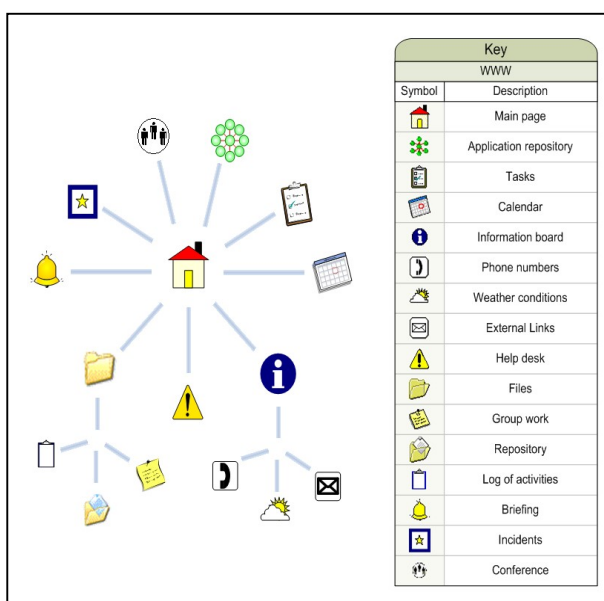 Key
WWW
Symbol Description
Main page
Application repository
Tasks
Calendar
Information board
Phone numbers
Weather conditions
External Links
Help desk
Files
Group work
Repository
Log of activities
Briefing
Incidents
Conference